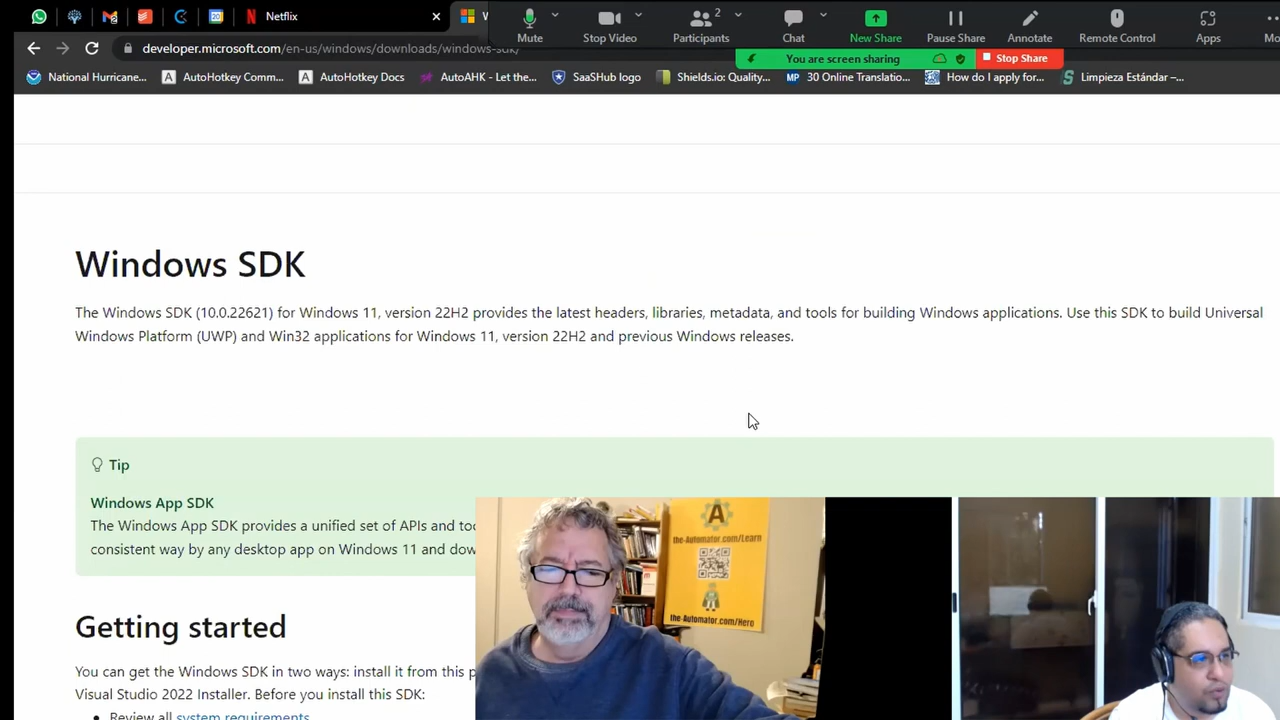 Netflix
W
Mute
Stop Video
Participants
2
Chat
New Share
Pause Share
Annotate
Remote Control
Apps
Mo
developer.microsoft.com/en-us/windows/downloads/windows-sdk/
You are screen sharing
Stop Share
National Hurricane...
AutoHotkey Comm...
AutoHotkey Docs
AutoAHK - Let the...
SaaSHub logo
Shields.io: Quality...
MP
30 Online Translatio...
How do I apply for...
Limpieza Estándar –...
Windows SDK
The Windows SDK (10.0.22621) for Windows 11, version 22H2 provides the latest headers, libraries, metadata, and tools for building Windows applications. Use this SDK to build Universal
Windows Platform (UWP) and Win32 applications for Windows 11, version 22H2 and previous Windows releases.
Tip
Windows App SDK
The Windows App SDK provides a unified set of APIs and too
consistent way by any desktop app on Windows 11 and dow
Getting started
You can get the Windows SDK in two ways: install it from this p
Visual Studio 2022 Installer. Before you install this SDK:
Review all system requirements
A
the-Automator.com/Learn
the-Automator.com/Hero